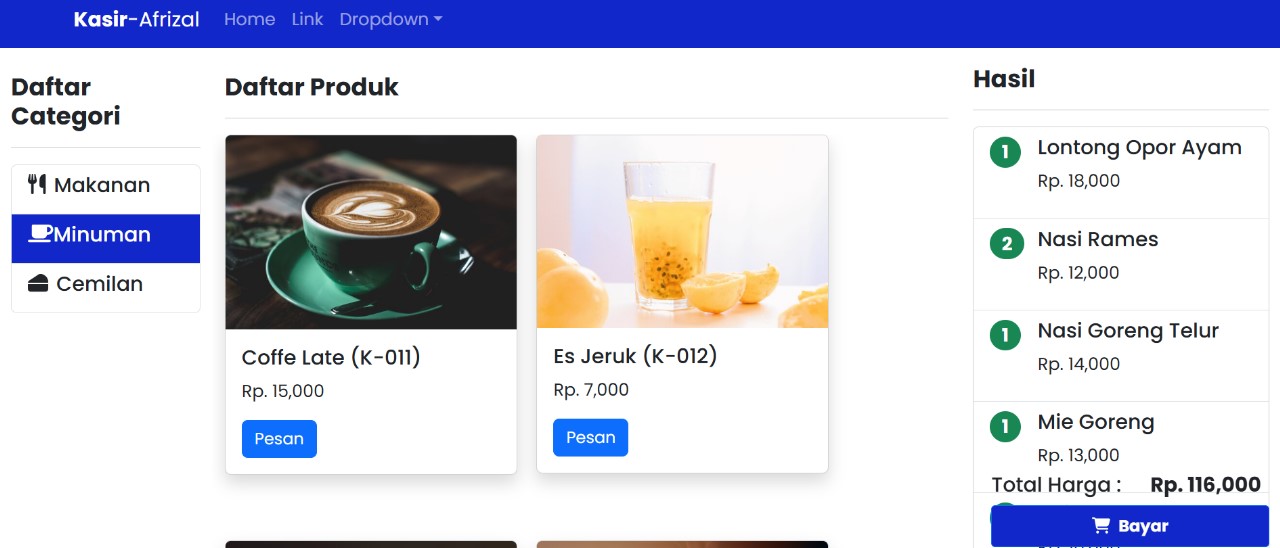 Kasir-Afrizal Home Link Dropdown
Daftar
Categori
Makanan
Minuman
Cemilan
Daftar Produk
Coffe Late (K-011)
Rp. 15,000
Pesan
Es Jeruk (K-012)
Rp. 7,000
Pesan
Hasil
1 Lontong Opor Ayam
Rp. 18,000
2 Nasi Rames
Rp. 12,000
1 Nasi Goreng Telur
Rp. 14,000
1 Mie Goreng
Rp. 13,000
Total Harga : Rp. 116,000
Bayar